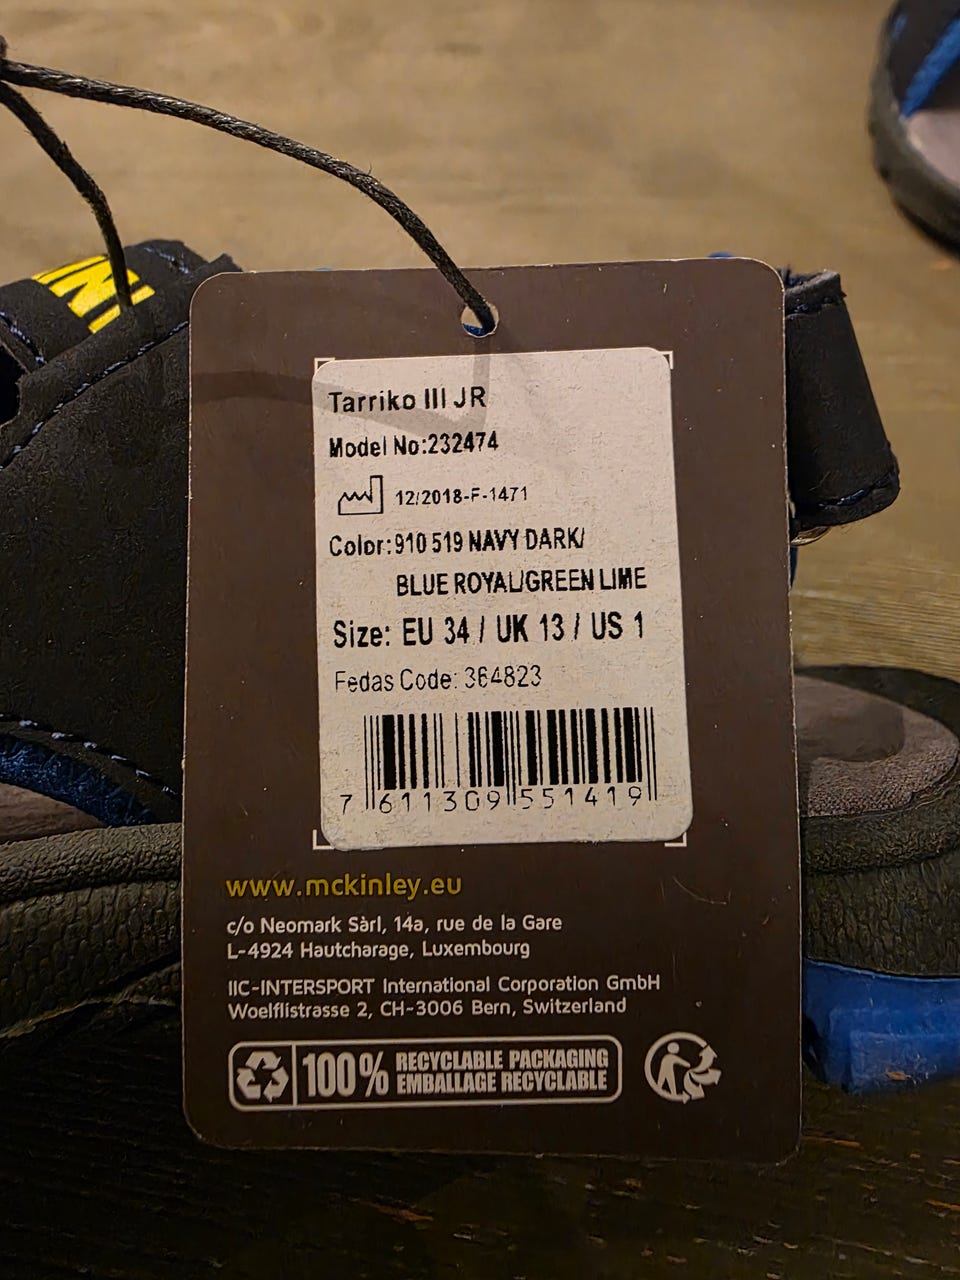 Tarriko III JR
Model No:232474
12/2018-F-1471
Color:910 519 NAVY DARK/
BLUE ROYAL/GREEN LIME
Size: EU 34 / UK 13 / US 1
Fedas Code: 364823
7 611309 551419
www.mckinley.eu
c/o Neomark Sàrl, 14a, rue de la Gare
L-4924 Hautcharage, Luxembourg
IIC-INTERSPORT International Corporation GmbH
Woelflistrasse 2, CH-3006 Bern, Switzerland
100% RECYCLABLE PACKAGING
EMBALLAGE RECYCLABLE